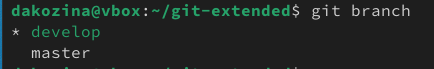 dakozina@vbox:~/git-extended$ git branch
* develop
  master